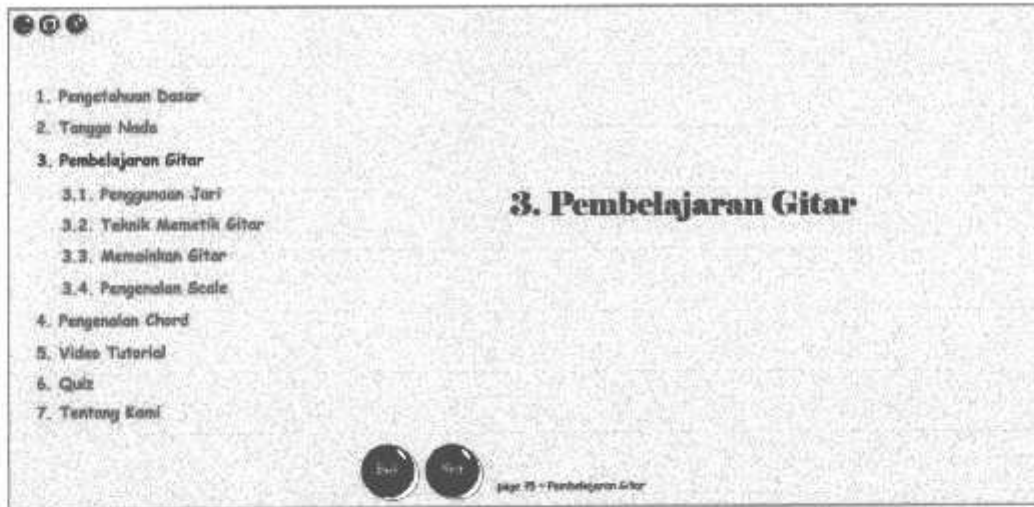 1. Pengetahuan Dasar
2. Tangga Nada
3. Pembelajaran Gitar
3.1. Penggunaan Jari
3.2. Teknik Memetik Gitar
3.3. Memainkan Gitar
3.4. Pengenalan Scale
4. Pengenalan Chord
5. Video Tutorial
6. Quiz
7. Tentang Kami
3. Pembelajaran Gitar
page - Pembelajaran Gitar